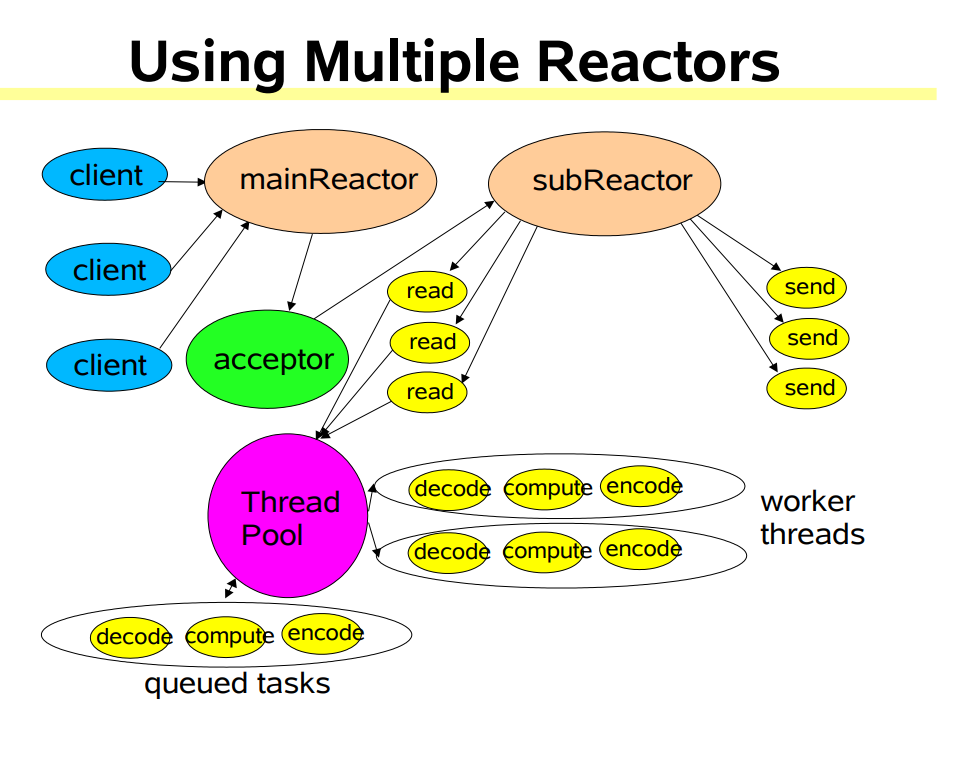 Using Multiple Reactors
client
mainReactor
subReactor
client
client
acceptor
read
read
read
send
send
send
Thread
Pool
decode compute encode
decode compute encode
worker
threads
decode compute encode
queued tasks